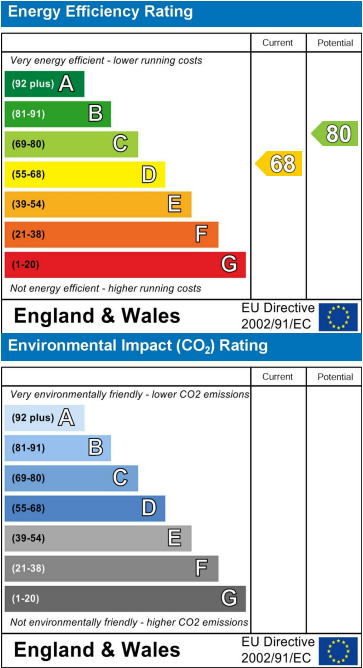 Energy Efficiency Rating
Current Potential
Very energy efficient - lower running costs
(92 plus) A
(81-91) B
(69-80) C
(55-68) D
(39-54) E
(21-38) F
(1-20) G
68
80
Not energy efficient - higher running costs
England & Wales
EU Directive
2002/91/EC
Environmental Impact (CO₂) Rating
Current Potential
Very environmentally friendly - lower CO2 emissions
(92 plus) A
(81-91) B
(69-80) C
(55-68) D
(39-54) E
(21-38) F
(1-20) G
Not environmentally friendly - higher CO2 emissions
England & Wales
EU Directive
2002/91/EC